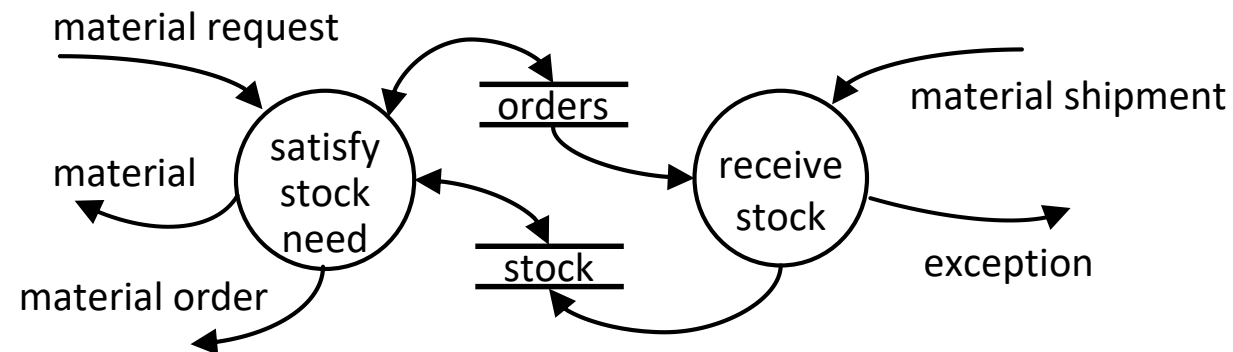 material request
orders
material shipment
satisfy
stock
need
material
receive
stock
stock
exception
material order